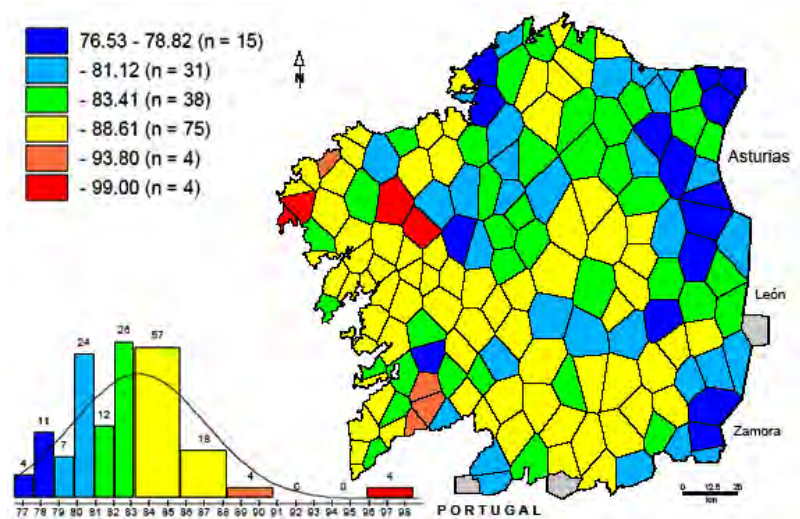 76.53 - 78.82 (n = 15)
- 81.12 (n = 31)
- 83.41 (n = 38)
- 88.61 (n = 75)
- 93.80 (n = 4)
- 99.00 (n = 4)
N
Asturias
León
Zamora
PORTUGAL
0 12.5 25
km
4 11 7 24 12 26 57 18 4 0 0 4
77 78 79 80 81 82 83 84 85 86 87 88 89 90 91 92 93 94 95 96 97 98